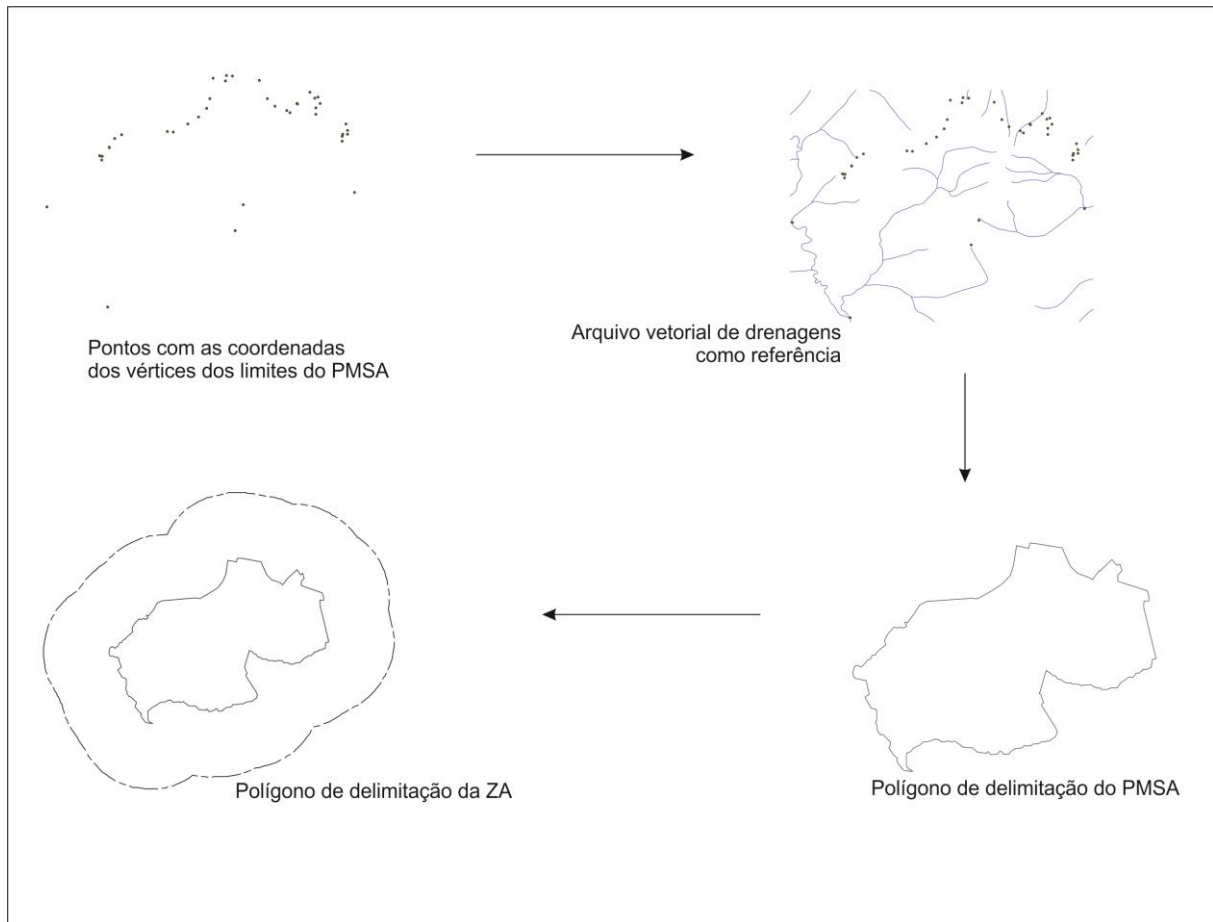 Pontos com as coordenadas
dos vértices dos limites do PMSA
Arquivo vetorial de drenagens
como referência
Polígono de delimitação da ZA
Polígono de delimitação do PMSA